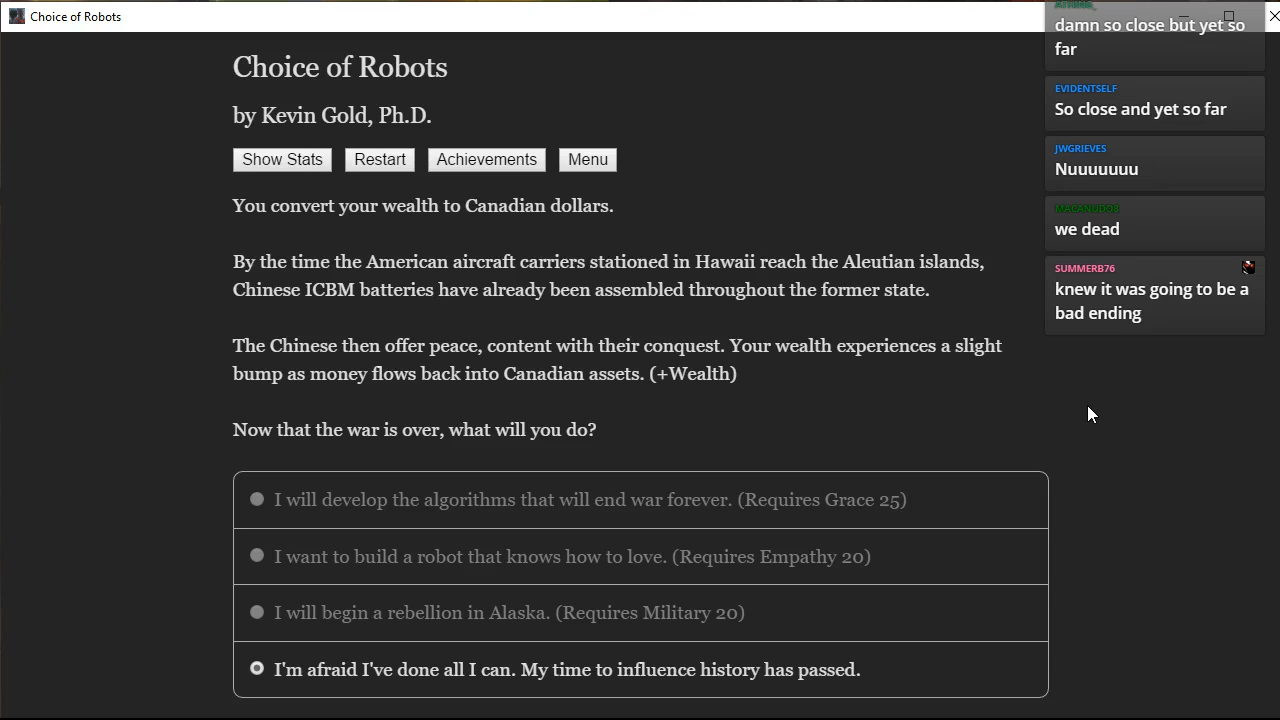 Choice of Robots
Choice of Robots
by Kevin Gold, Ph.D.
Show Stats Restart Achievements Menu
You convert your wealth to Canadian dollars.
By the time the American aircraft carriers stationed in Hawaii reach the Aleutian islands,
Chinese ICBM batteries have already been assembled throughout the former state.
The Chinese then offer peace, content with their conquest. Your wealth experiences a slight
bump as money flows back into Canadian assets. (+Wealth)
Now that the war is over, what will you do?
I will develop the algorithms that will end war forever. (Requires Grace 25)
I want to build a robot that knows how to love. (Requires Empathy 20)
I will begin a rebellion in Alaska. (Requires Military 20)
I'm afraid I've done all I can. My time to influence history has passed.
damn so close but yet so
far
EVIDENTSELF
So close and yet so far
JWGRIEVES
Nuuuuuuu
we dead
SUMMERB76
knew it was going to be a
bad ending